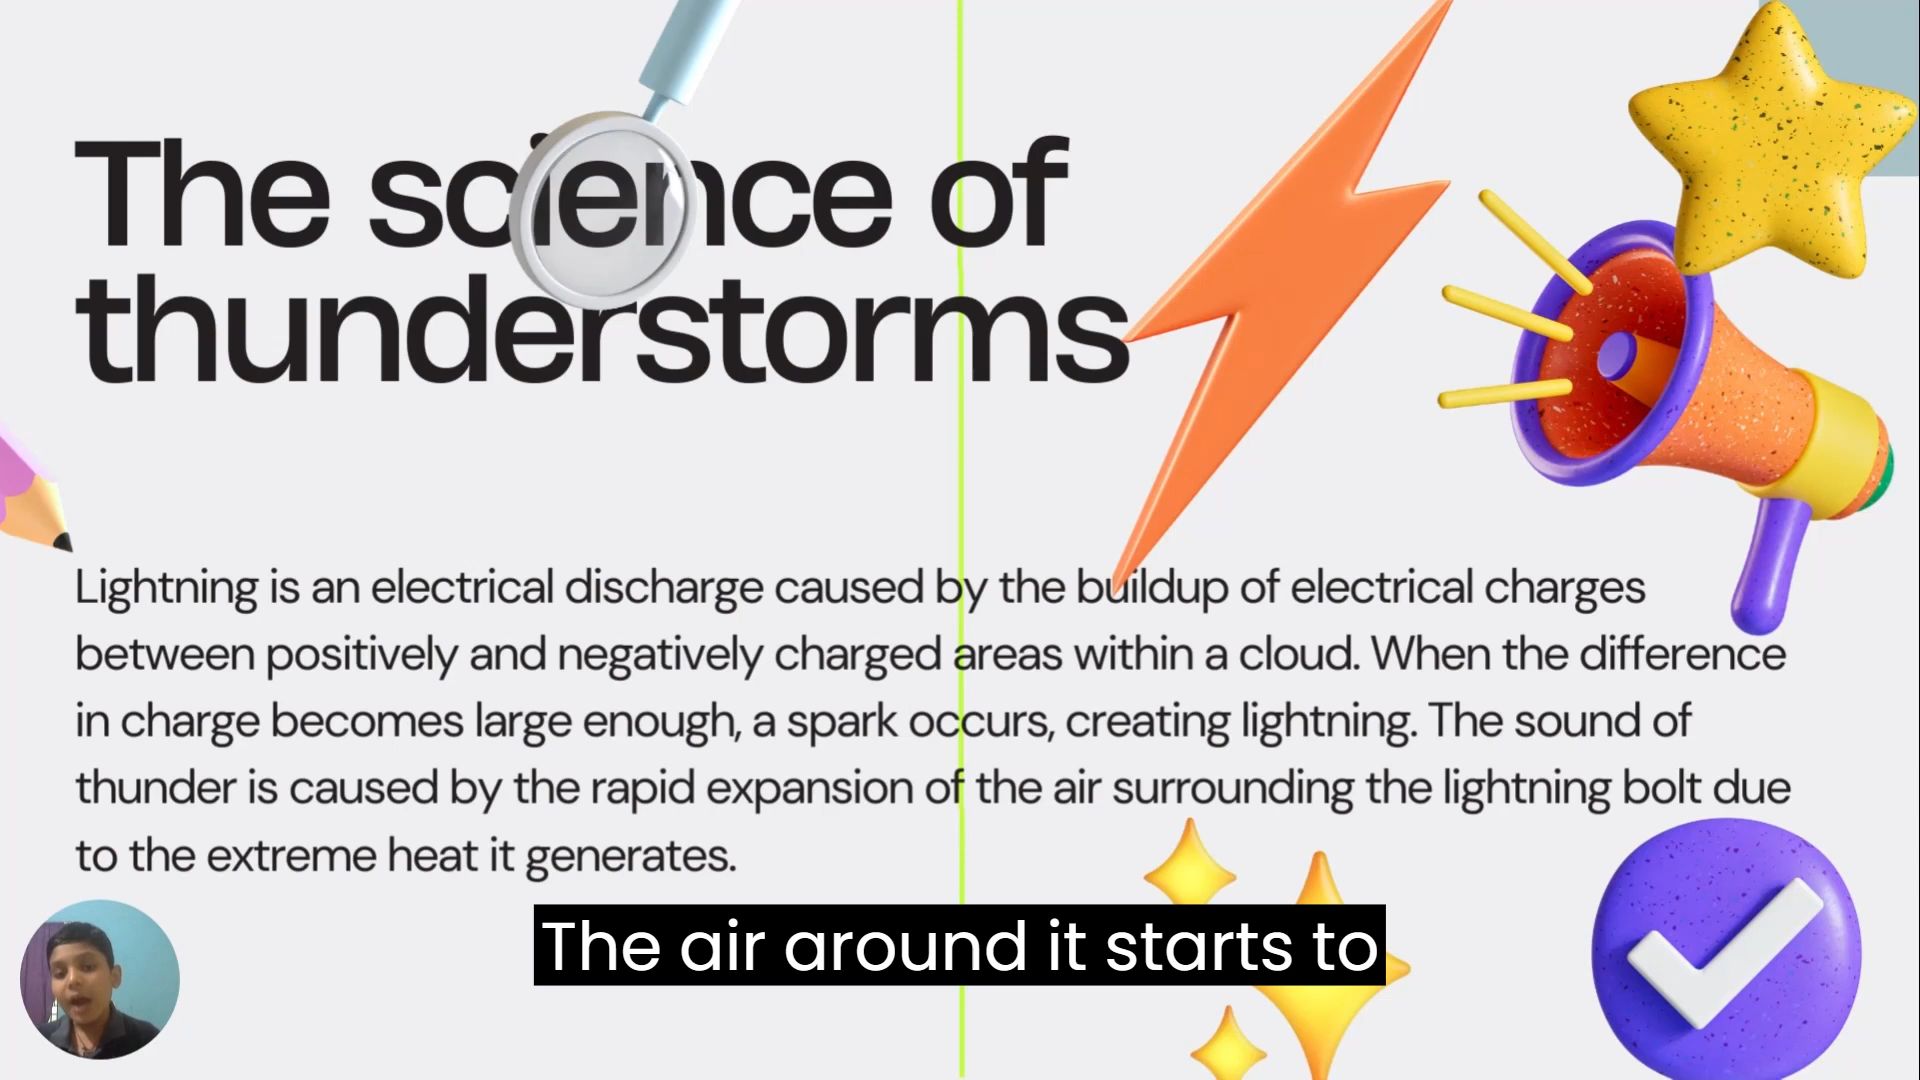 The science of
thunderstorms
Lightning is an electrical discharge caused by the buildup of electrical charges
between positively and negatively charged areas within a cloud. When the difference
in charge becomes large enough, a spark occurs, creating lightning. The sound of
thunder is caused by the rapid expansion of the air surrounding the lightning bolt due
to the extreme heat it generates.
The air around it starts to